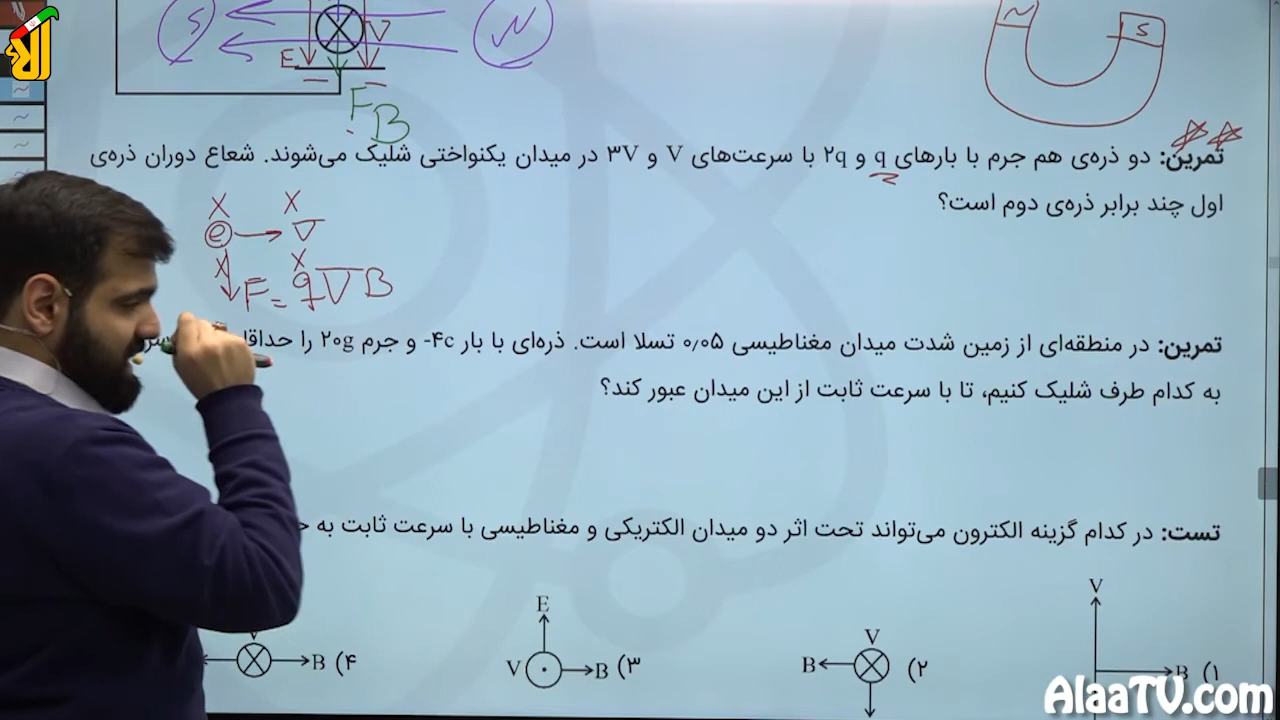 S
N
E
V
F
B
N
S
تمرین: دو ذره‌ی هم جرم با بارهای q و ۲q با سرعت‌های V و ۳V در میدان یکنواختی شلیک می‌شوند. شعاع دوران ذره‌ی
اول چند برابر ذره‌ی دوم است؟
x x
e → V
x x
F = qVB
تمرین: در منطقه‌ای از زمین شدت میدان مغناطیسی ۰٫۰۵ تسلا است. ذره‌ای با بار ۴c- و جرم ۲۰g را
به کدام طرف شلیک کنیم، تا با سرعت ثابت از این میدان عبور کند؟
تست: در کدام گزینه الکترون می‌تواند تحت اثر دو میدان الکتریکی و مغناطیسی با سرعت ثابت به
V B (۱
V B (۲
E V B (۳
V B (۴
AlaaTV.com